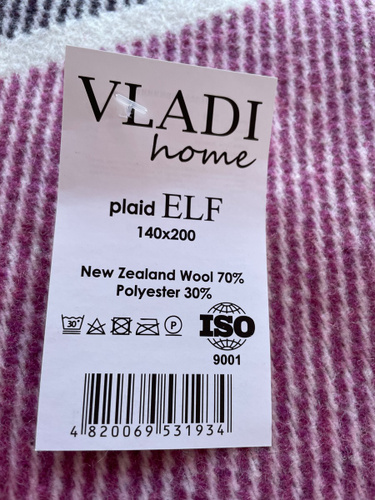 VLADI
home
plaid ELF
140x200
New Zealand Wool 70%
Polyester 30%
30°
P
ISO
9001
4 820069 531934